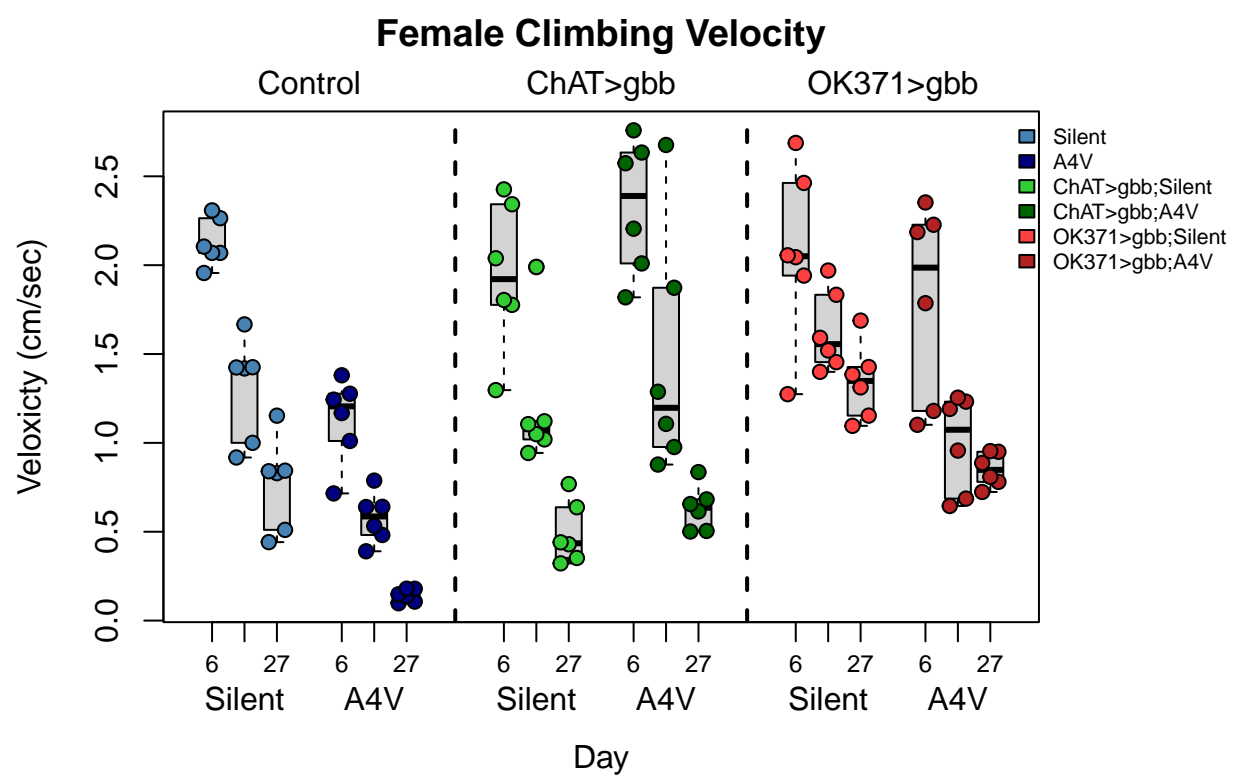 Female Climbing Velocity
Control ChAT>gbb OK371>gbb
Silent
A4V
ChAT>gbb;Silent
ChAT>gbb;A4V
OK371>gbb;Silent
OK371>gbb;A4V
Veloxicty (cm/sec)
2.5
2.0
1.5
1.0
0.5
0.0
6 27 6 27 6 27 6 27 6 27 6 27
Silent A4V Silent A4V Silent A4V
Day